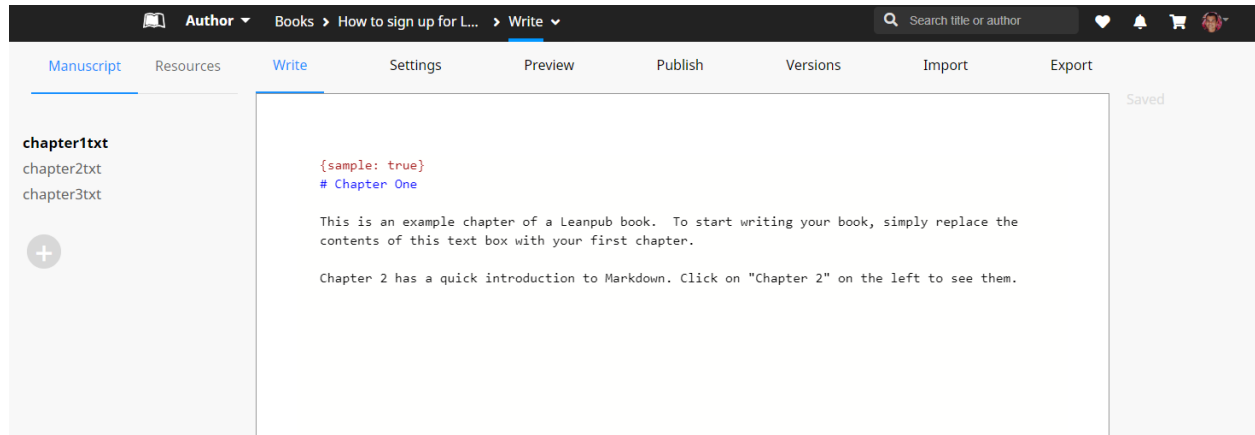 Author Books > How to sign up for L... > Write Search title or author
Manuscript Resources Write Settings Preview Publish Versions Import Export
Saved
chapter1txt
chapter2txt
chapter3txt
{sample: true}
# Chapter One
This is an example chapter of a Leanpub book.  To start writing your book, simply replace the
contents of this text box with your first chapter.
Chapter 2 has a quick introduction to Markdown. Click on "Chapter 2" on the left to see them.